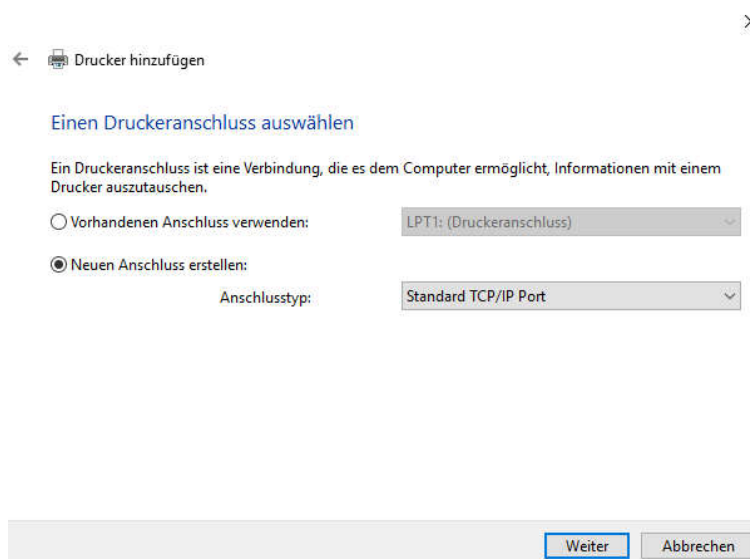 Drucker hinzufügen
Einen Druckeranschluss auswählen
Ein Druckeranschluss ist eine Verbindung, die es dem Computer ermöglicht, Informationen mit einem
Drucker auszutauschen.
Vorhandenen Anschluss verwenden: LPT1: (Druckeranschluss)
Neuen Anschluss erstellen:
Anschlusstyp: Standard TCP/IP Port
Weiter Abbrechen